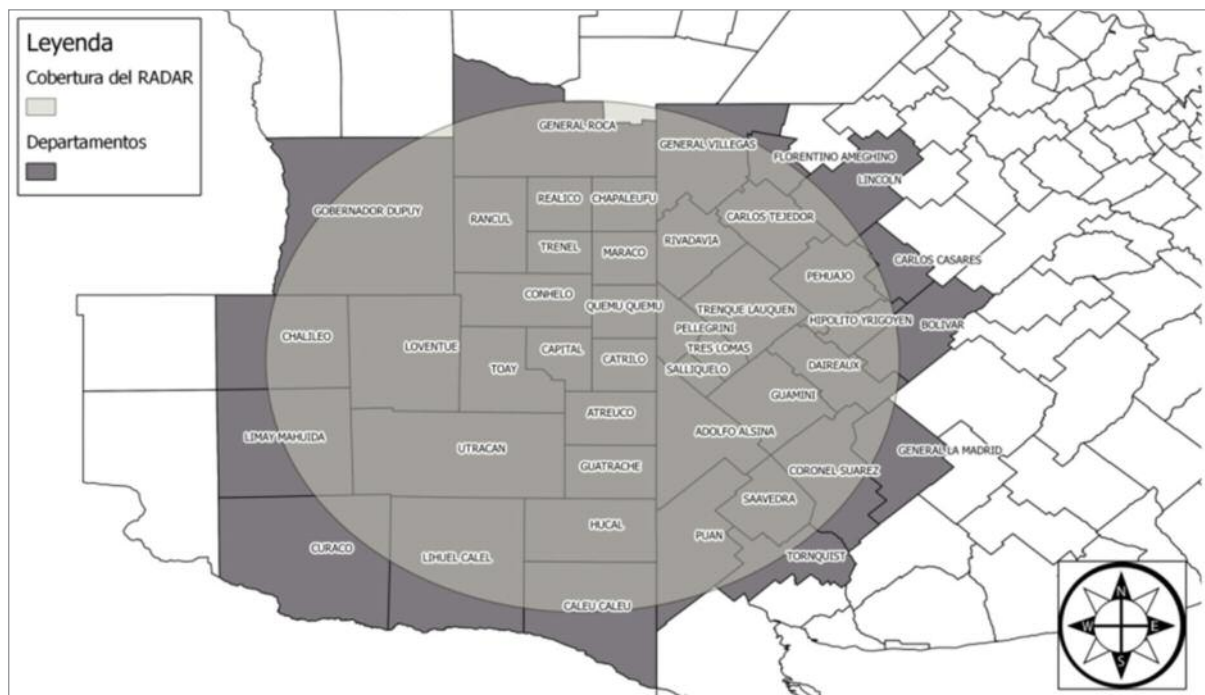 Leyenda
Cobertura del RADAR
Departamentos
GENERAL ROCA
GENERAL VILLEGAS
FLORENTINO AMEGHINO
LINCOLN
GOBERNADOR DUPUY
RANCUL
REALICO
CHAPALEUFU
CARLOS TEJEDOR
RIVADAVIA
TRENEL
MARACO
CARLOS CASARES
PEHUAJO
CONHELO
QUEMU QUEMU
TRENQUE LAUQUEN
HIPOLITO YRIGOYEN
BOLIVAR
PELLEGRINI
CHALILEO
LOVENTUE
TOAY
CAPITAL
CATRILO
TRES LOMAS
SALLIQUELO
DAIREAUX
GUAMINI
ATREUCO
ADOLFO ALSINA
LIMAY MAHUIDA
UTRACAN
GUATRACHE
CORONEL SUAREZ
GENERAL LA MADRID
SAAVEDRA
HUCAL
PUAN
CURACO
LIHUEL CALEL
TORNQUIST
CALEU CALEU
N
W
E
S